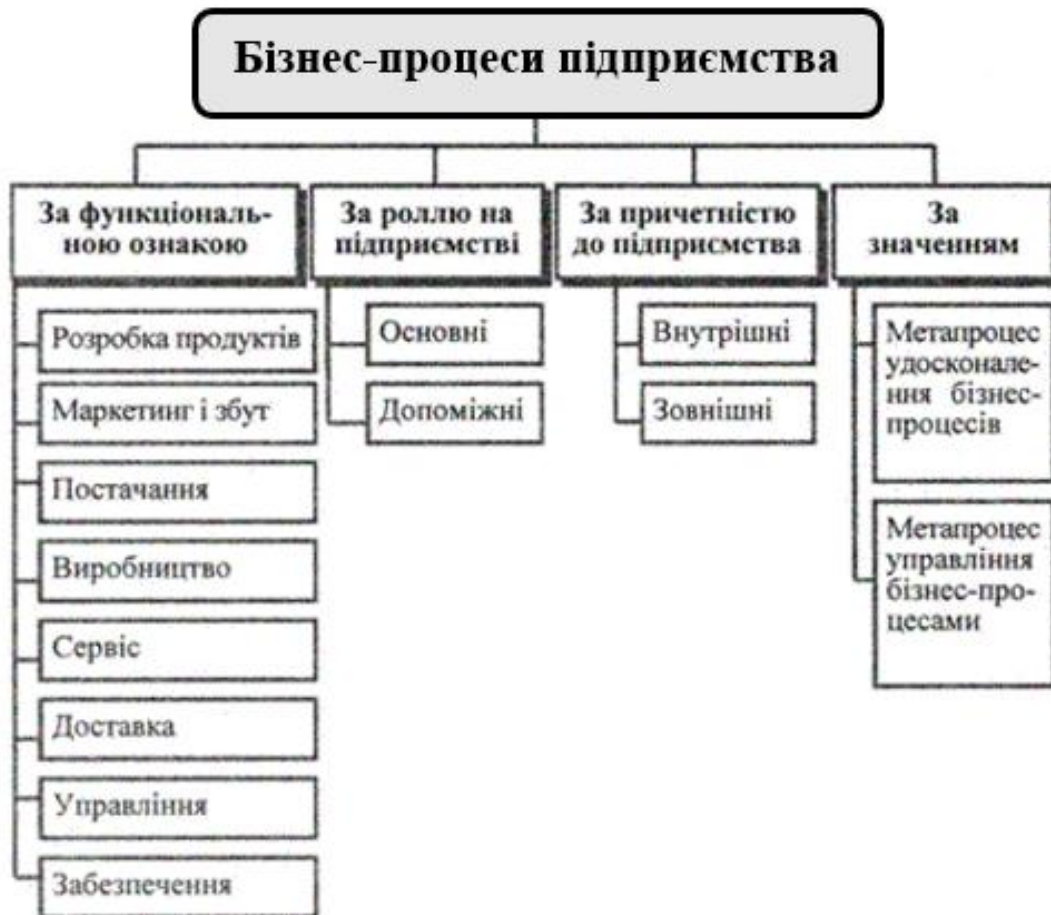 Бізнес-процеси підприємства
За функціональ-
ною ознакою
Розробка продуктів
Маркетинг і збут
Постачання
Виробництво
Сервіс
Доставка
Управління
Забезпечення
За роллю на
підприємстві
Основні
Допоміжні
За причетністю
до підприємства
Внутрішні
Зовнішні
За
значенням
Метапроцес
удосконале-
ння бізнес-
процесів
Метапроцес
управління
бізнес-про-
цесами